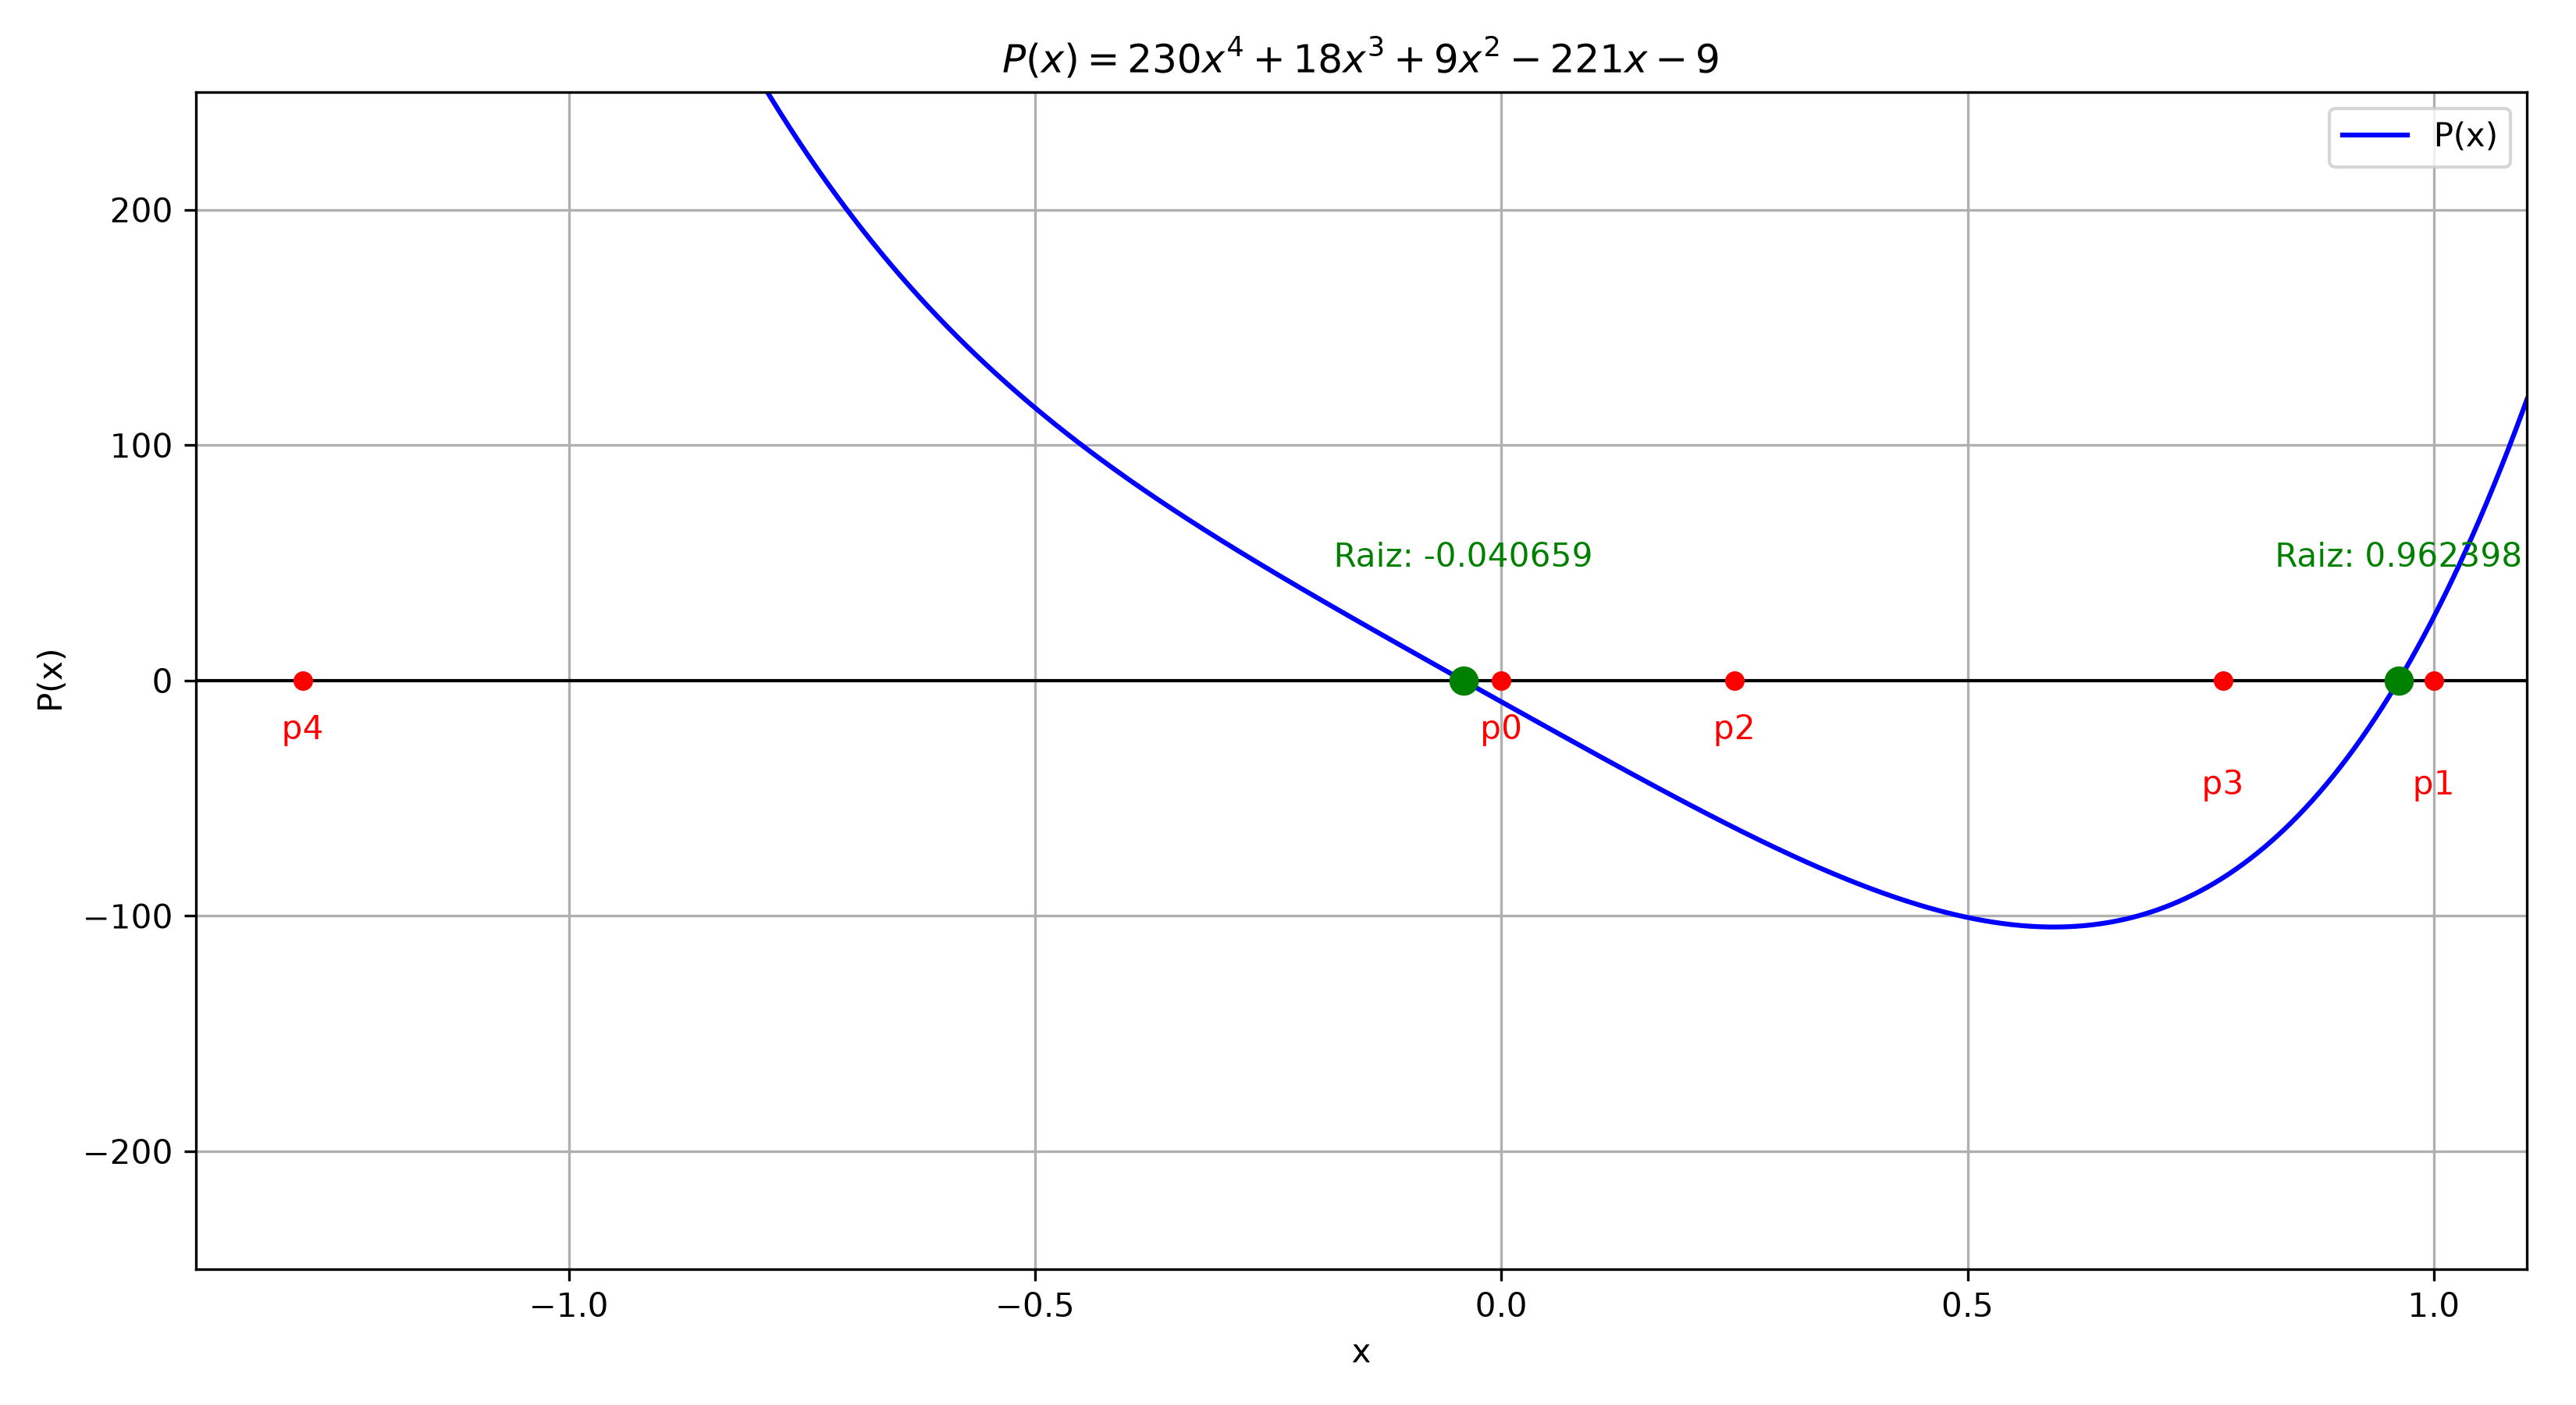 P(x) = 230x⁴ + 18x³ + 9x² − 221x − 9
P(x)
200
100
0
−100
−200
P(x)
Raiz: -0.040659
Raiz: 0.962398
p4
p0
p2
p3
p1
−1.0
−0.5
0.0
0.5
1.0
x